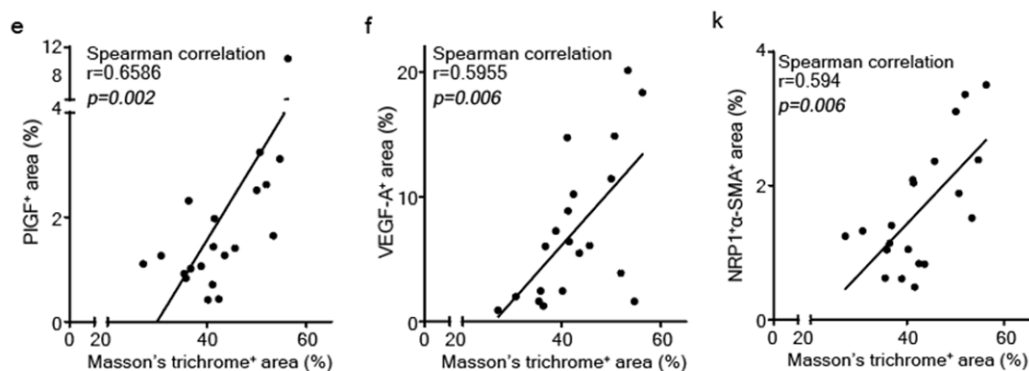 e
Spearman correlation
r=0.6586
p=0.002
12
8
4
2
0
PlGF⁺ area (%)
0 20 40 60
Masson's trichrome⁺ area (%)
f
Spearman correlation
r=0.5955
p=0.006
20
10
0
VEGF-A⁺ area (%)
0 20 40 60
Masson's trichrome⁺ area (%)
k
Spearman correlation
r=0.594
p=0.006
4
2
0
NRP1⁺α-SMA⁺ area (%)
0 20 40 60
Masson's trichrome⁺ area (%)